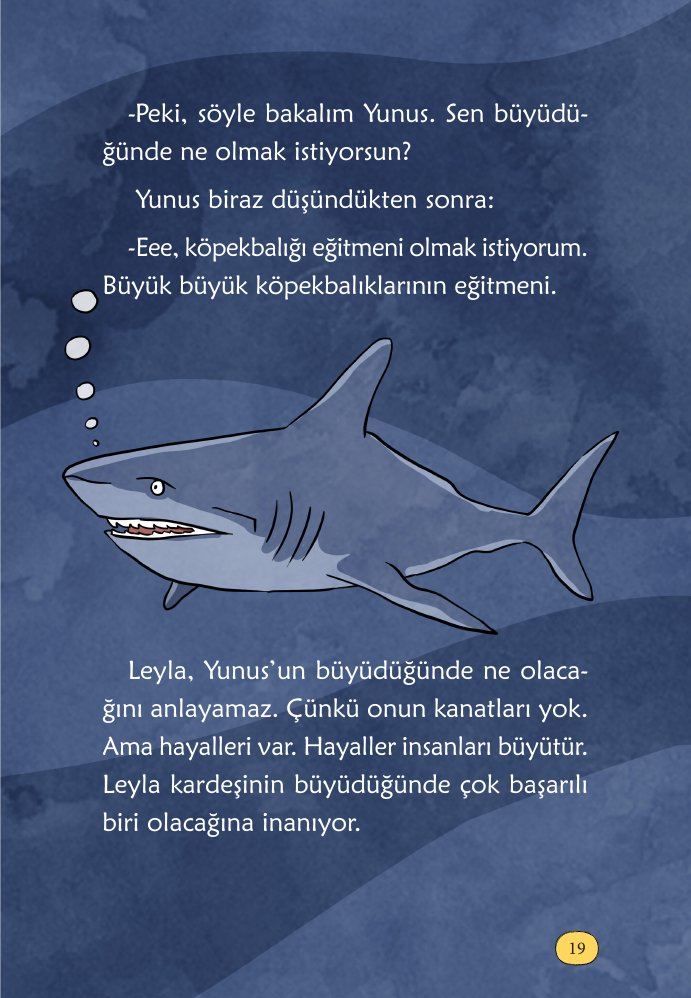 -Peki, söyle bakalım Yunus. Sen büyüdü-
ğünde ne olmak istiyorsun?
Yunus biraz düşündükten sonra:
-Eee, köpekbalığı eğitmeni olmak istiyorum.
Büyük büyük köpekbalıklarının eğitmeni.
Leyla, Yunus’un büyüdüğünde ne olaca-
ğını anlayamaz. Çünkü onun kanatları yok.
Ama hayalleri var. Hayaller insanları büyütür.
Leyla kardeşinin büyüdüğünde çok başarılı
biri olacağına inanıyor.
19